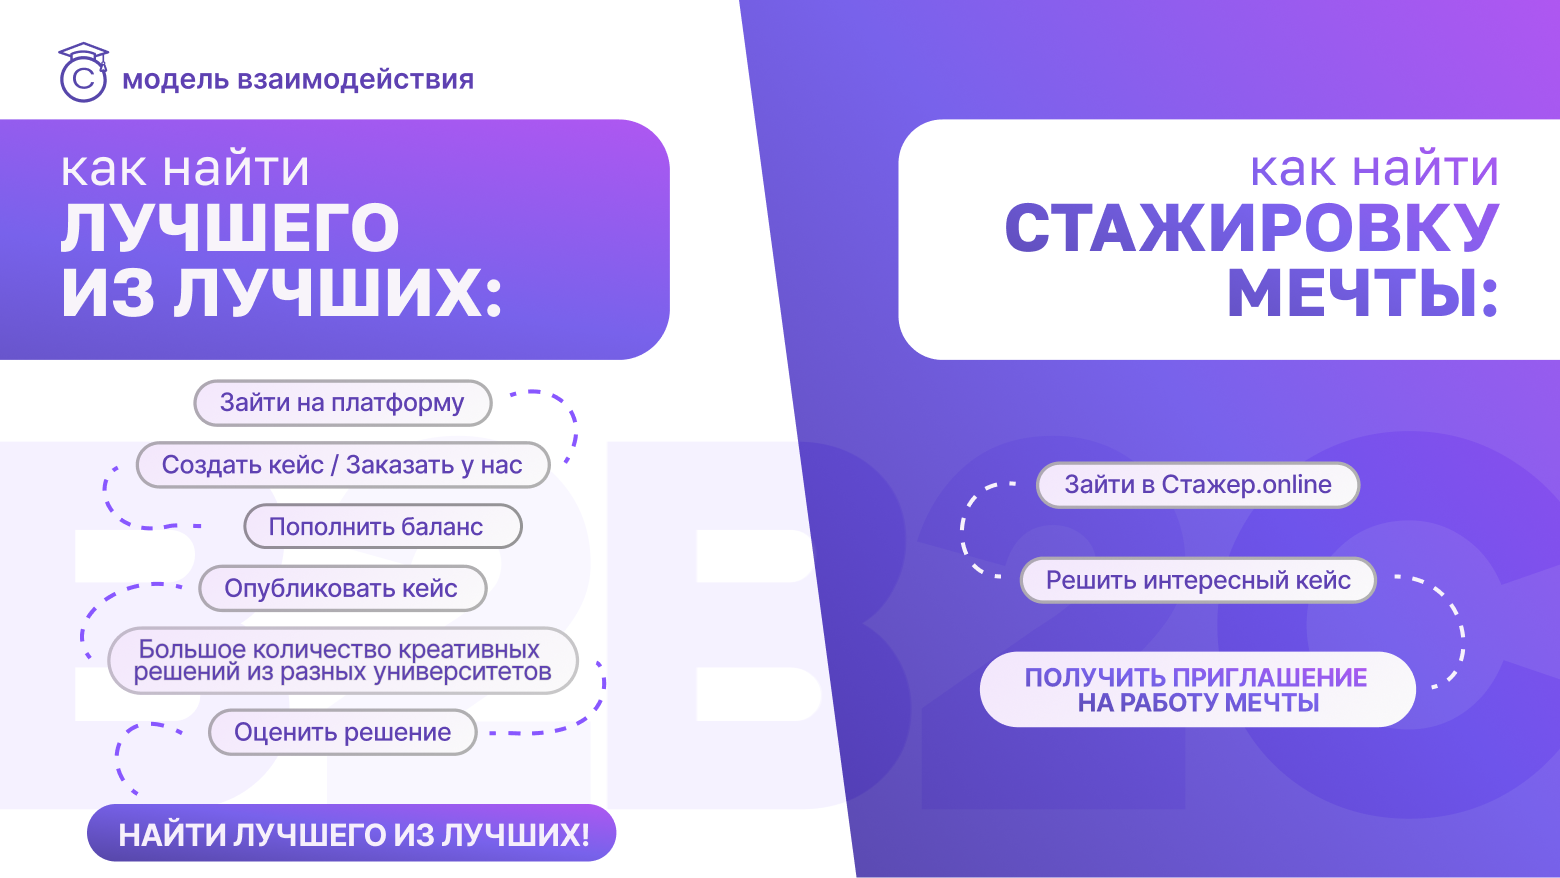 C
модель взаимодействия
как найти
ЛУЧШЕГО
ИЗ ЛУЧШИХ:
Зайти на платформу
Создать кейс / Заказать у нас
Пополнить баланс
Опубликовать кейс
Большое количество креативных
решений из разных университетов
Оценить решение
НАЙТИ ЛУЧШЕГО ИЗ ЛУЧШИХ!
B2B
как найти
СТАЖИРОВКУ
МЕЧТЫ:
Зайти в Стажер.online
Решить интересный кейс
ПОЛУЧИТЬ ПРИГЛАШЕНИЕ
НА РАБОТУ МЕЧТЫ
B2C